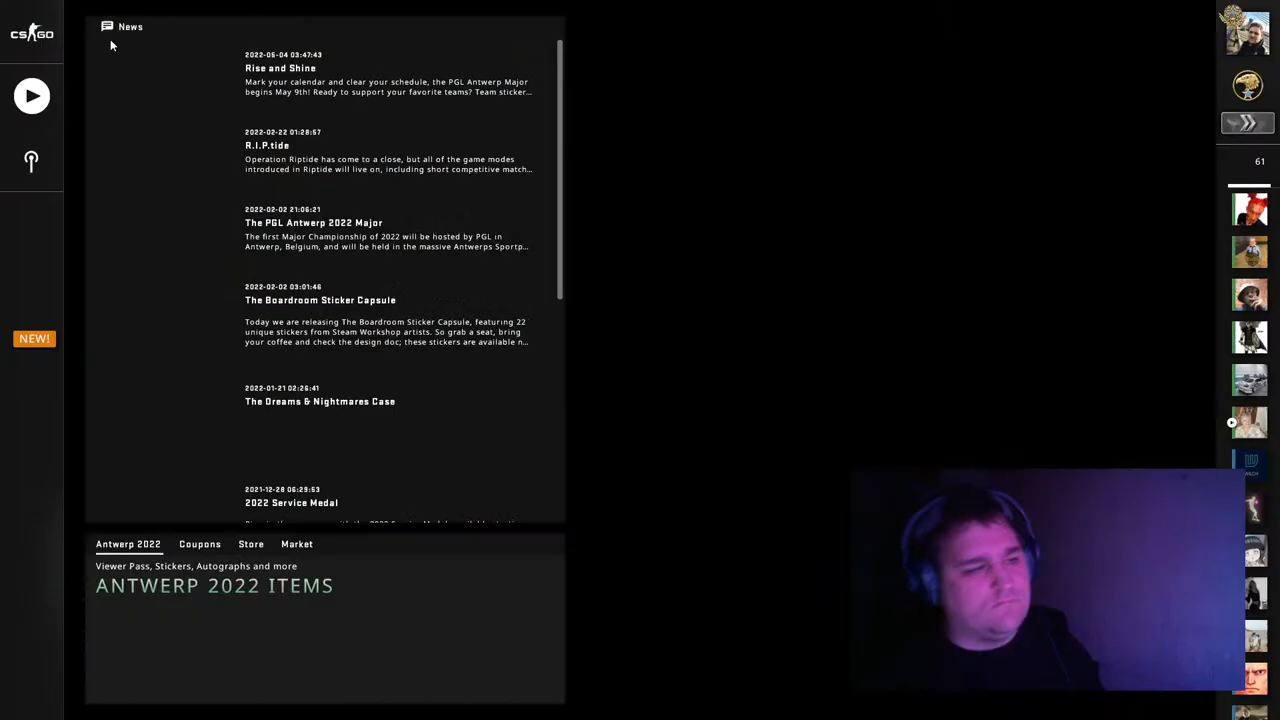 CS GO
News
2022-05-04 03:47:43
Rise and Shine
Mark your calendar and clear your schedule, the PGL Antwerp Major
begins May 9th! Ready to support your favorite teams? Team sticker...
2022-02-22 01:28:57
R.I.P.tide
Operation Riptide has come to a close, but all of the game modes
introduced in Riptide will live on, including short competitive match...
2022-02-02 21:06:21
The PGL Antwerp 2022 Major
The first Major Championship of 2022 will be hosted by PGL in
Antwerp, Belgium, and will be held in the massive Antwerps Sportp...
2022-02-02 03:01:46
The Boardroom Sticker Capsule
Today we are releasing The Boardroom Sticker Capsule, featuring 22
unique stickers from Steam Workshop artists. So grab a seat, bring
your coffee and check the design doc; these stickers are available n...
2022-01-21 02:26:41
The Dreams & Nightmares Case
2021-12-28 06:29:53
2022 Service Medal
NEW!
Antwerp 2022 Coupons Store Market
Viewer Pass, Stickers, Autographs and more
ANTWERP 2022 ITEMS
61